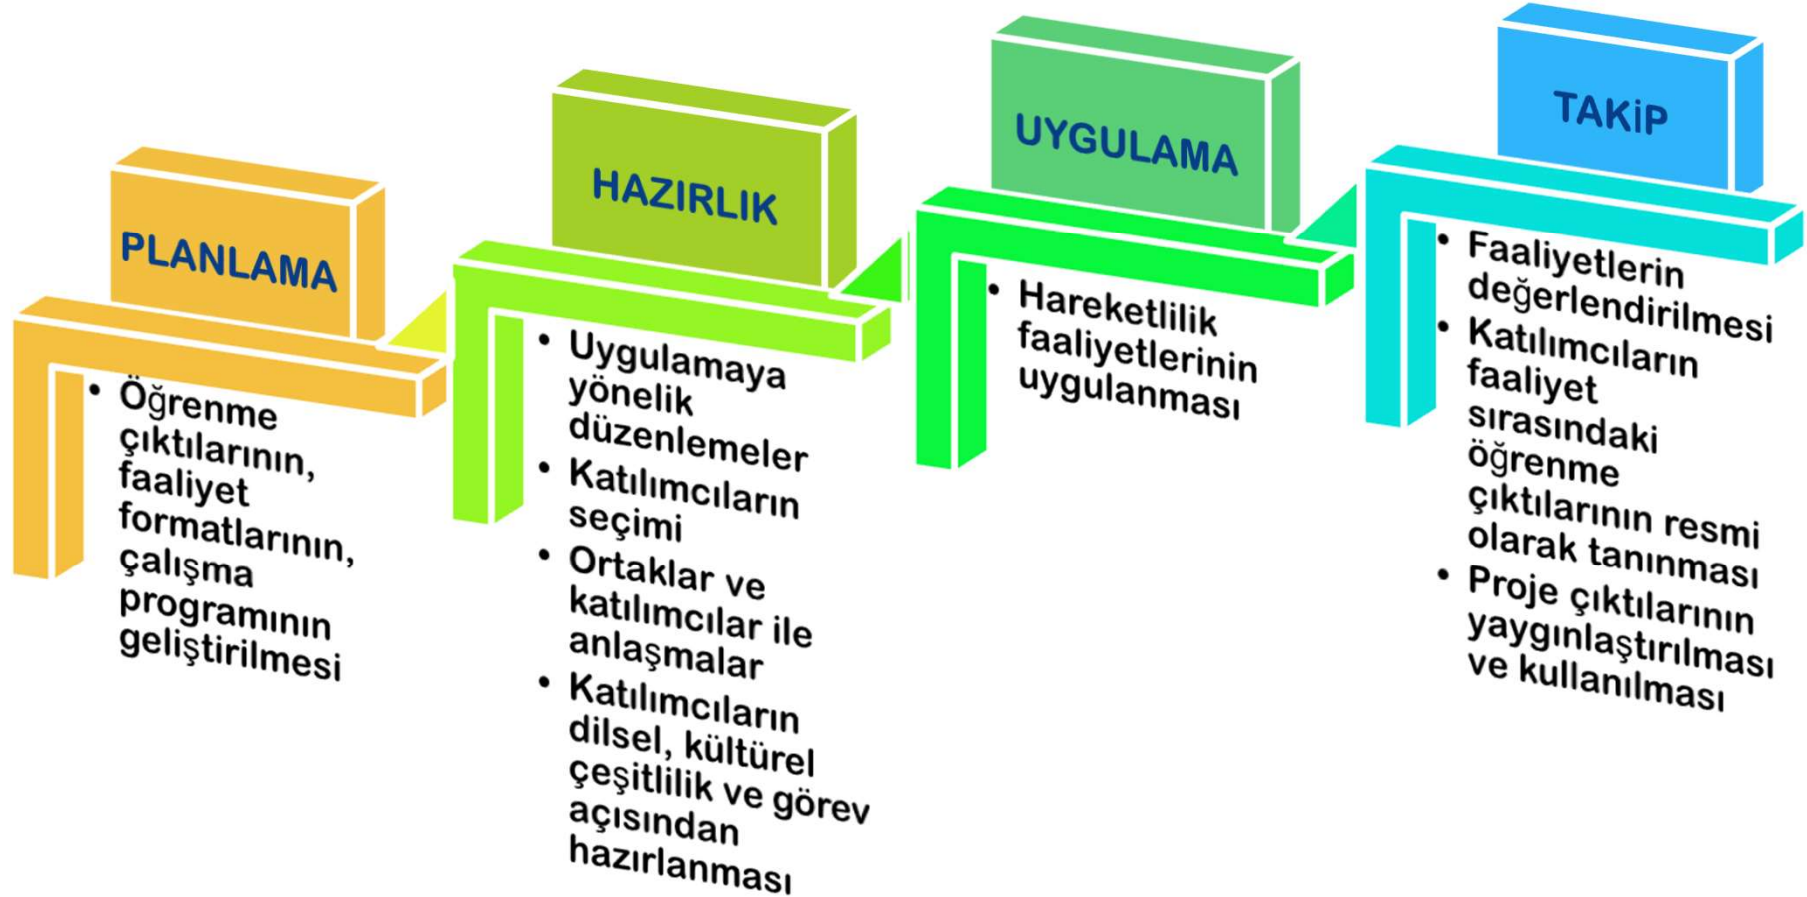 PLANLAMA
• Öğrenme
çıktılarının,
faaliyet
formatlarının,
çalışma
programının
geliştirilmesi
HAZIRLIK
• Uygulamaya
yönelik
düzenlemeler
• Katılımcıların
seçimi
• Ortaklar ve
katılımcılar ile
anlaşmalar
• Katılımcıların
dilsel, kültürel
çeşitlilik ve görev
açısından
hazırlanması
UYGULAMA
• Hareketlilik
faaliyetlerinin
uygulanması
TAKİP
• Faaliyetlerin
değerlendirilmesi
• Katılımcıların
faaliyet
sırasındaki
öğrenme
çıktılarının resmi
olarak tanınması
• Proje çıktılarının
yaygınlaştırılması
ve kullanılması